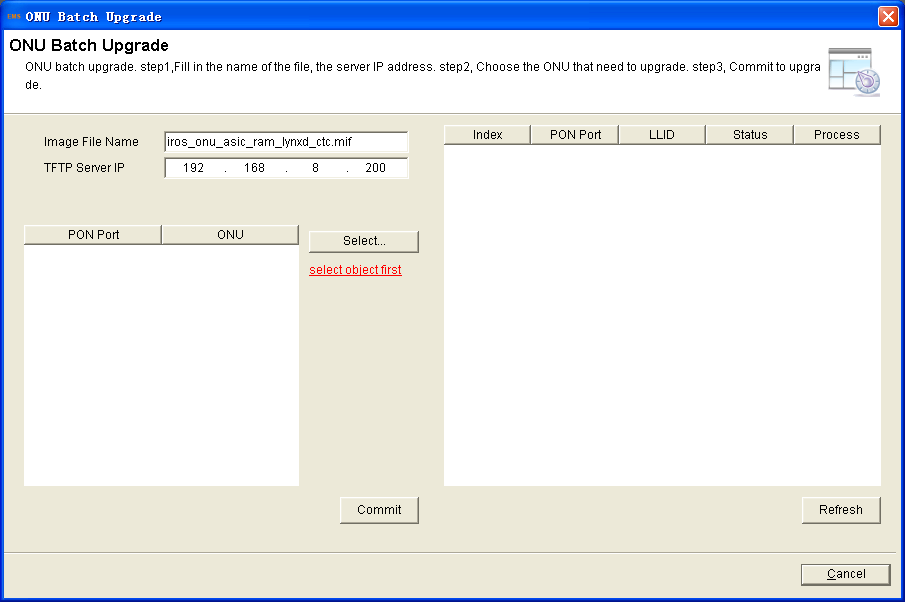 EMS ONU Batch Upgrade
ONU Batch Upgrade
ONU batch upgrade. step1,Fill in the name of the file, the server IP address. step2, Choose the ONU that need to upgrade. step3, Commit to upgra
de.
Image File Name iros_onu_asic_ram_lynxd_ctc.mif
TFTP Server IP 192 . 168 . 8 . 200
PON Port ONU
Select...
select object first
Commit
Index PON Port LLID Status Process
Refresh
Cancel